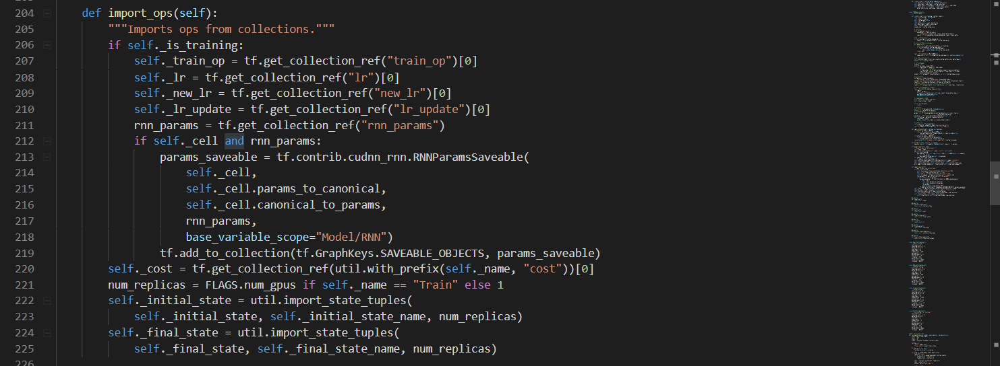 204 def import_ops(self):
205 """Imports ops from collections."""
206 if self._is_training:
207 self._train_op = tf.get_collection_ref("train_op")[0]
208 self._lr = tf.get_collection_ref("lr")[0]
209 self._new_lr = tf.get_collection_ref("new_lr")[0]
210 self._lr_update = tf.get_collection_ref("lr_update")[0]
211 rnn_params = tf.get_collection_ref("rnn_params")
212 if self._cell and rnn_params:
213 params_saveable = tf.contrib.cudnn_rnn.RNNParamsSaveable(
214 self._cell,
215 self._cell.params_to_canonical,
216 self._cell.canonical_to_params,
217 rnn_params,
218 base_variable_scope="Model/RNN")
219 tf.add_to_collection(tf.GraphKeys.SAVEABLE_OBJECTS, params_saveable)
220 self._cost = tf.get_collection_ref(util.with_prefix(self._name, "cost"))[0]
221 num_replicas = FLAGS.num_gpus if self._name == "Train" else 1
222 self._initial_state = util.import_state_tuples(
223 self._initial_state, self._initial_state_name, num_replicas)
224 self._final_state = util.import_state_tuples(
225 self._final_state, self._final_state_name, num_replicas)
226